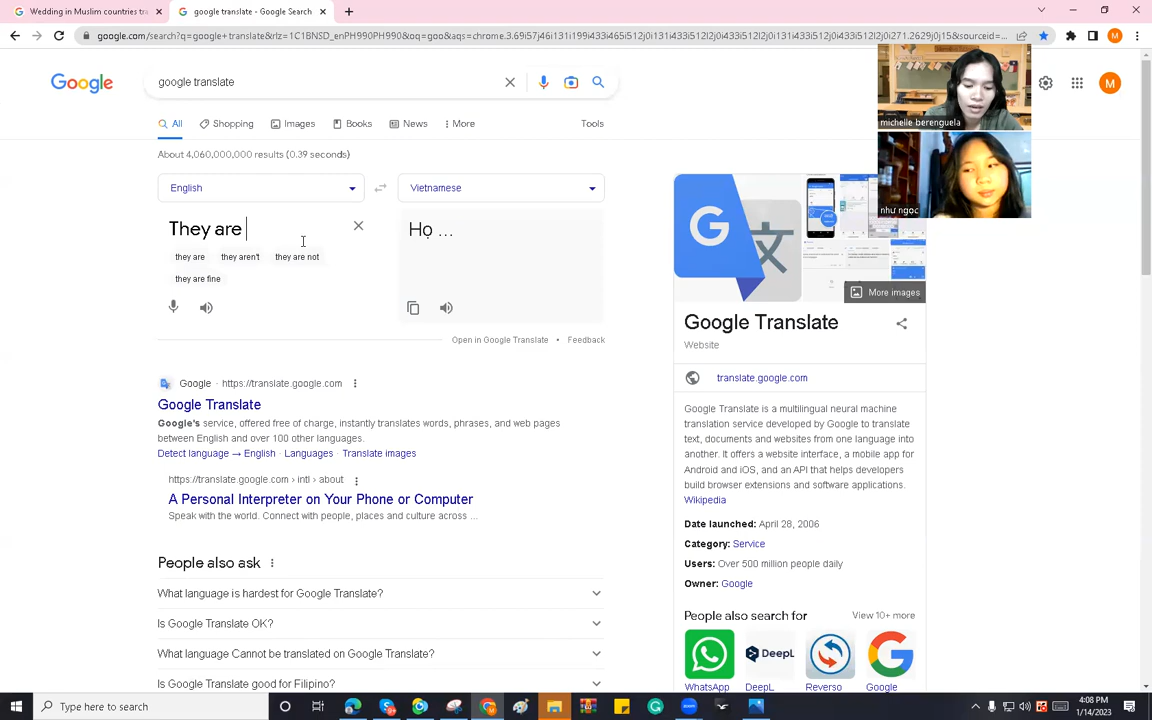 Wedding in Muslim countries tra
google translate - Google Search
google.com/search?q=google+translate&rlz=1C1BNSD_enPH990PH990&oq=goo&aqs=chrome.3.69i57j46i131i199i433i465i512j0i131i433i512l2j0i433i512l2j0i271.2629j0j15&sourceid=...
M
Google
google translate
M
michelle berenguela
như ngọc
All
Shopping
Images
Books
News
More
Tools
About 4,060,000,000 results (0.39 seconds)
English
Vietnamese
They are
Họ ...
they are
they aren't
they are not
they are fine
Open in Google Translate
Feedback
Google
https://translate.google.com
Google Translate
Google's service, offered free of charge, instantly translates words, phrases, and web pages
between English and over 100 other languages.
Detect language → English · Languages · Translate images
https://translate.google.com › intl › about
A Personal Interpreter on Your Phone or Computer
Speak with the world. Connect with people, places and culture across ...
People also ask
What language is hardest for Google Translate?
Is Google Translate OK?
What language Cannot be translated on Google Translate?
Is Google Translate good for Filipino?
G
文
More images
Google Translate
Website
translate.google.com
Google Translate is a multilingual neural machine
translation service developed by Google to translate
text, documents and websites from one language into
another. It offers a website interface, a mobile app for
Android and iOS, and an API that helps developers
build browser extensions and software applications.
Wikipedia
Date launched: April 28, 2006
Category: Service
Users: Over 500 million people daily
Owner: Google
People also search for
View 10+ more
DeepL
G
WhatsApp
DeepL
Reverso
Google
Type here to search
zoom
4:08 PM
1/14/2023